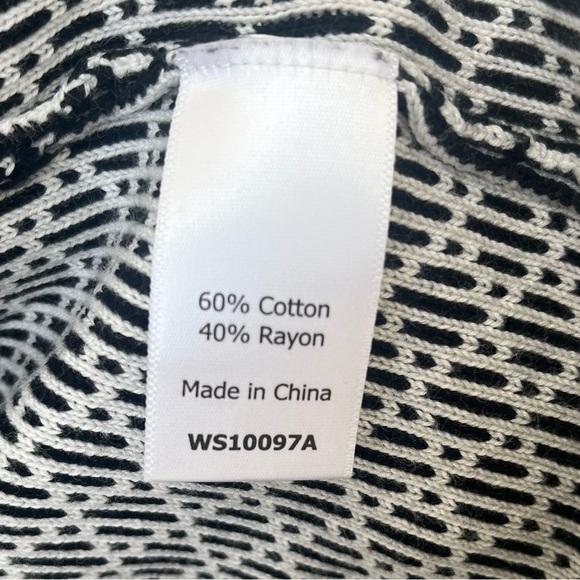 60% Cotton
40% Rayon
Made in China
WS10097A